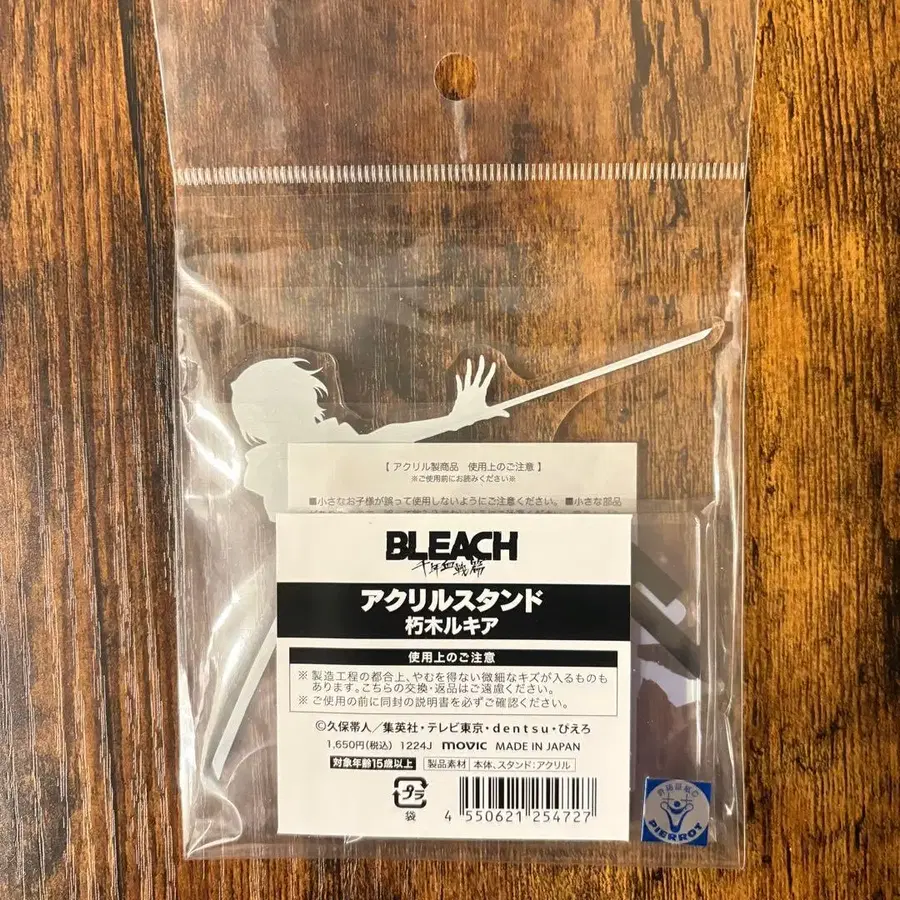 【 アクリル製商品 使用上のご注意 】
※ご使用前にお読みください※
■小さなお子様が誤って使用しないようにご注意ください。 ■小さな部品
BLEACH
千年血戦篇
アクリルスタンド
朽木ルキア
使用上のご注意
※ 製造工程の都合上、やむを得ない微細なキズが入るものも
あります。こちらの交換・返品はご遠慮ください。
※ ご使用の前に同封の説明書を必ずご確認ください。
©久保帯人／集英社・テレビ東京・dentsu・ぴえろ
1,650円(税込) 1224J movic MADE IN JAPAN
対象年齢15歳以上 製品素材 本体、スタンド：アクリル
プラ
袋
4 550621 254727
許諾証紙
PIERROT